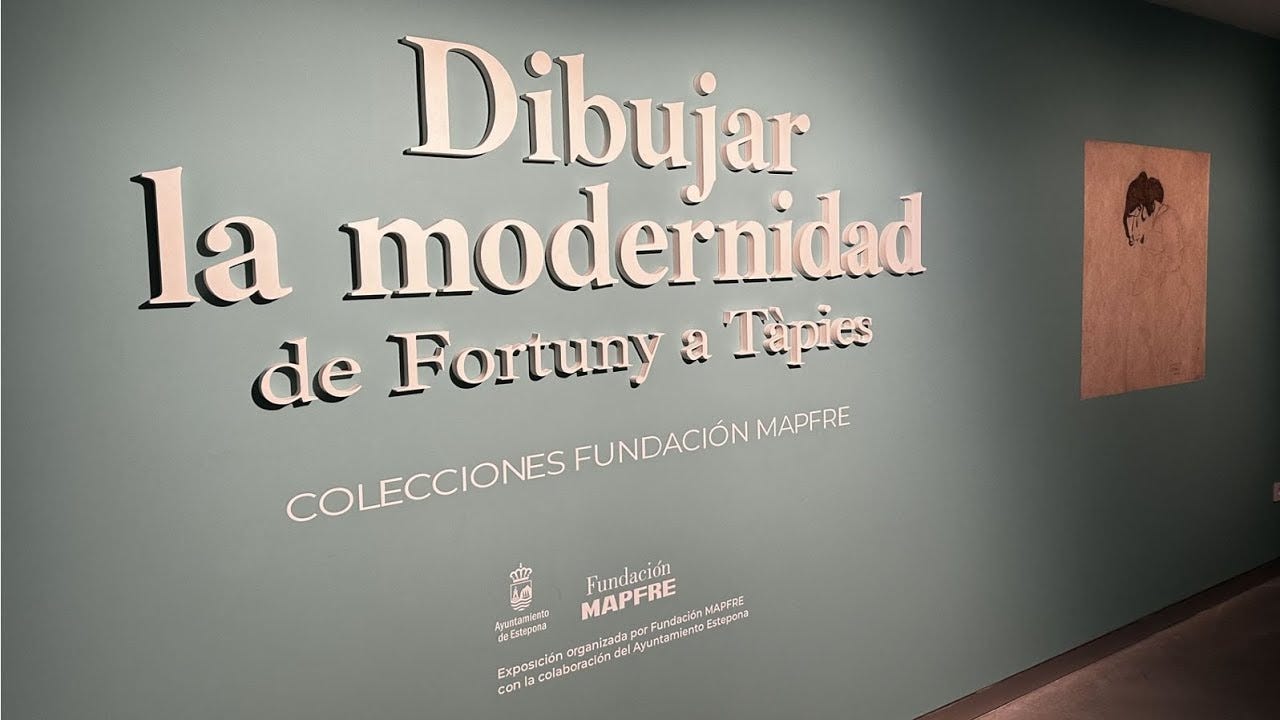 Dibujar
la modernidad
de Fortuny a Tàpies
COLECCIONES FUNDACIÓN MAPFRE
Ayuntamiento
de Estepona
Fundación
MAPFRE
Exposición organizada por Fundación MAPFRE
con la colaboración del Ayuntamiento Estepona